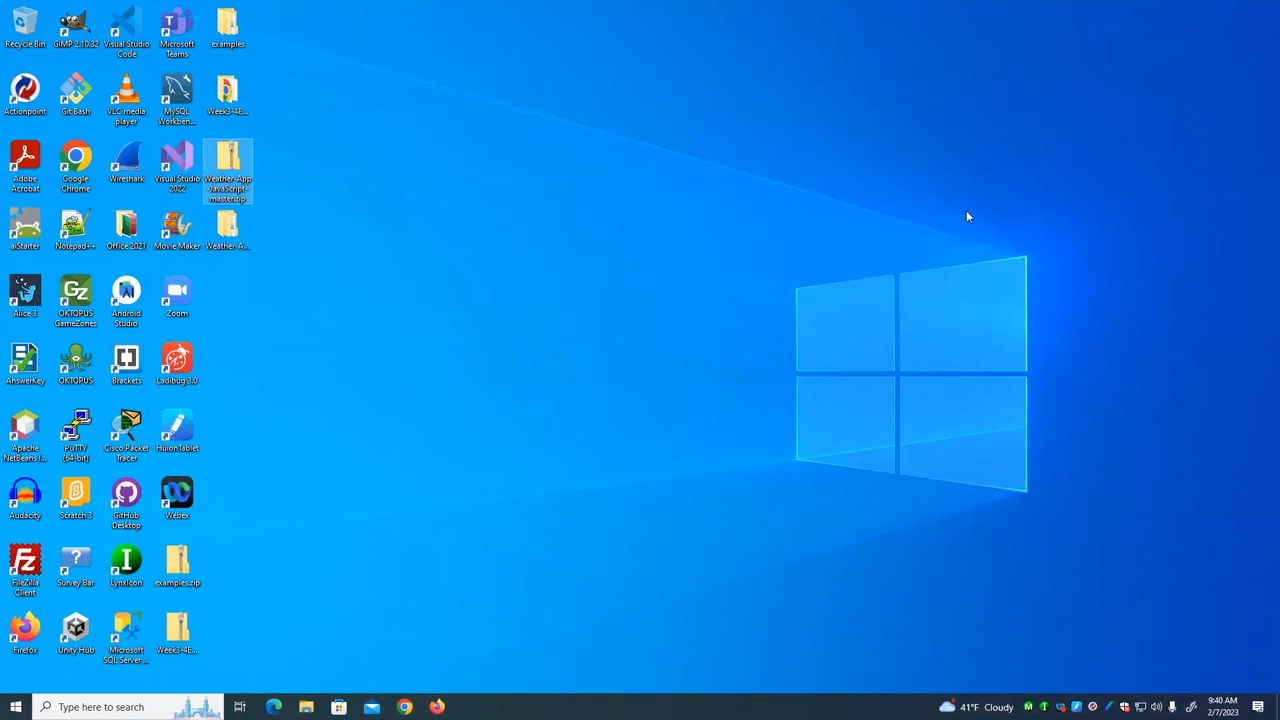 Recycle Bin
GIMP 2.10.32
Visual Studio
Code
Microsoft
Teams
examples
Actionpoint
Git Bash
VLC media
player
MySQL
Workben...
Week3-4E...
Adobe
Acrobat
Google
Chrome
Wireshark
Visual Studio
2022
Weather-App
-JavaScript-
master.zip
aiStarter
Notepad++
Office 2021
Movie Maker
Weather-A...
Alice 3
OKTOPUS
GameZones
Android
Studio
Zoom
AnswerKey
OKTOPUS
Brackets
Ladibug 3.0
Apache
NetBeans I...
PuTTY
(64-bit)
Cisco Packet
Tracer
HuionTablet
Audacity
Scratch 3
GitHub
Desktop
Webex
FileZilla
Client
Survey Bar
LynxIcon
examples.zip
Firefox
Unity Hub
Microsoft
SQL Server ...
Week3-4E...
Type here to search
41°F Cloudy
9:40 AM
2/7/2023